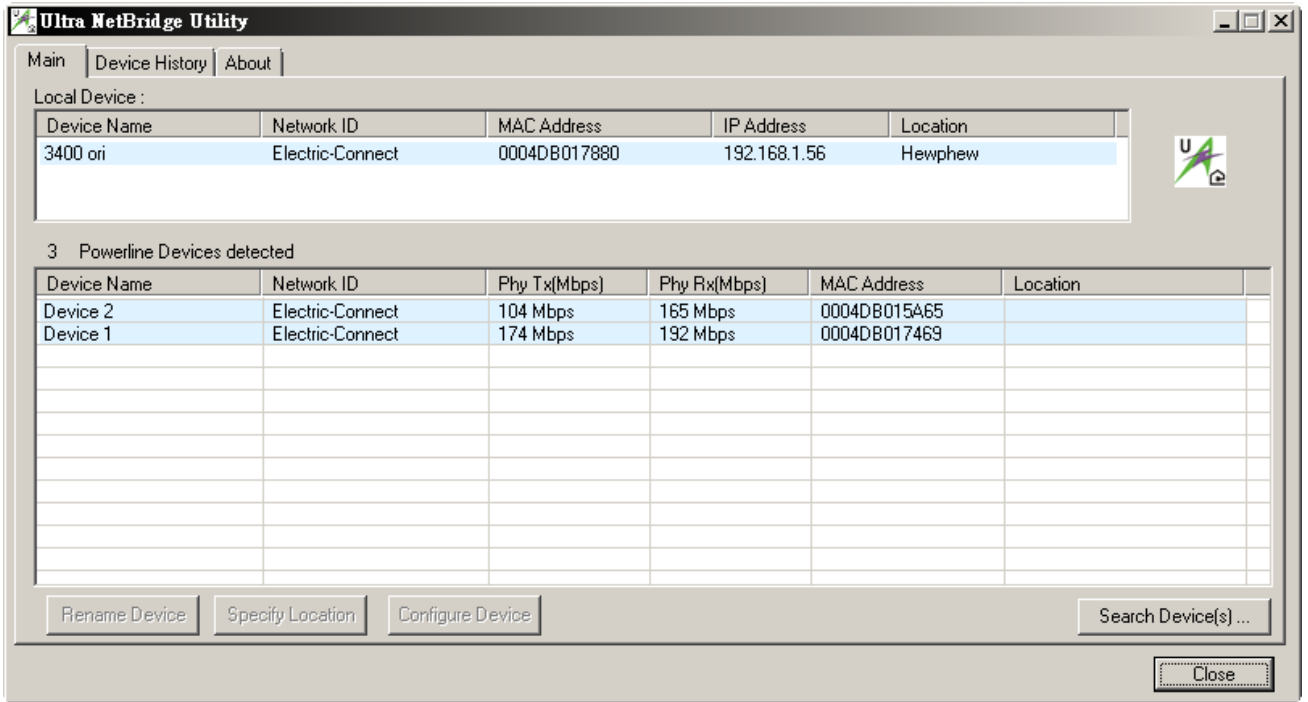 Ultra NetBridge Utility
Main Device History About
Local Device :
Device Name Network ID MAC Address IP Address Location
3400 ori Electric-Connect 0004DB017880 192.168.1.56 Hewphew
U
3 Powerline Devices detected
Device Name Network ID Phy Tx(Mbps) Phy Rx(Mbps) MAC Address Location
Device 2 Electric-Connect 104 Mbps 165 Mbps 0004DB015A65
Device 1 Electric-Connect 174 Mbps 192 Mbps 0004DB017469
Rename Device Specify Location Configure Device Search Device(s) ...
Close